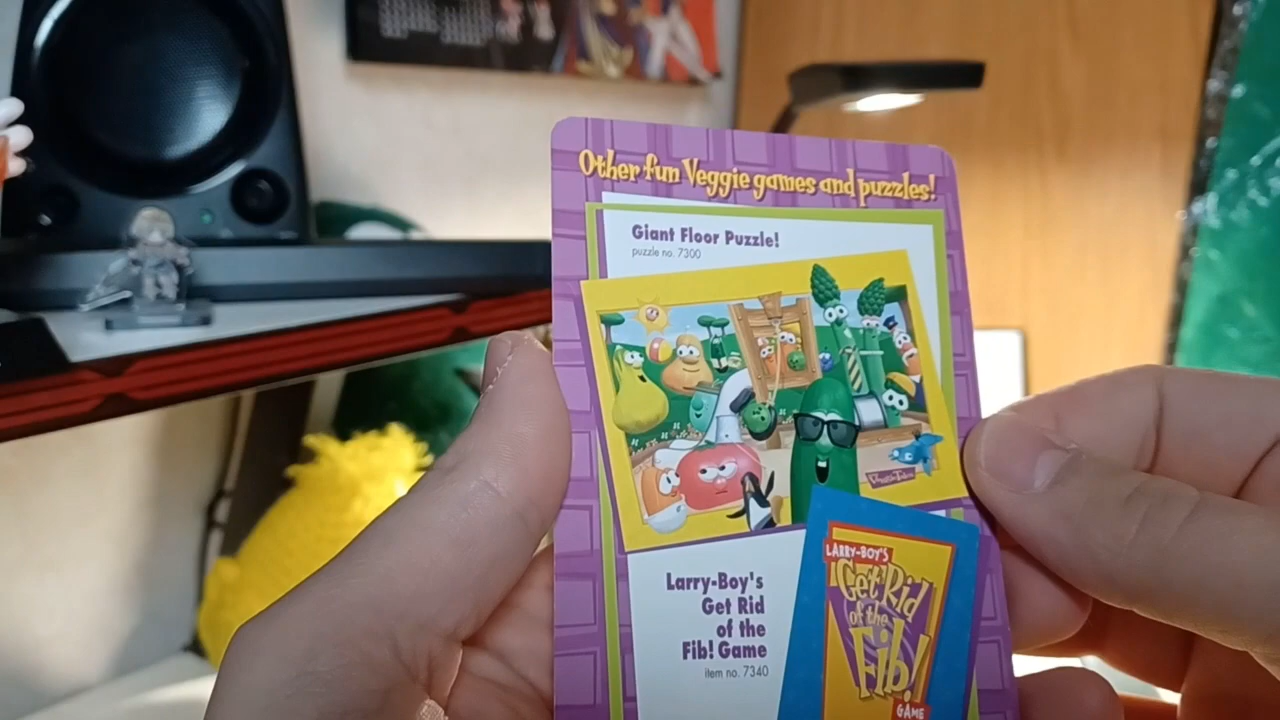 Other fun Veggie games and puzzles!
Giant Floor Puzzle!
puzzle no. 7300
VeggieTales
Larry-Boy's
Get Rid
of the
Fib! Game
item no. 7340
LARRY-BOY'S
Get Rid
of the
Fib!
GAME